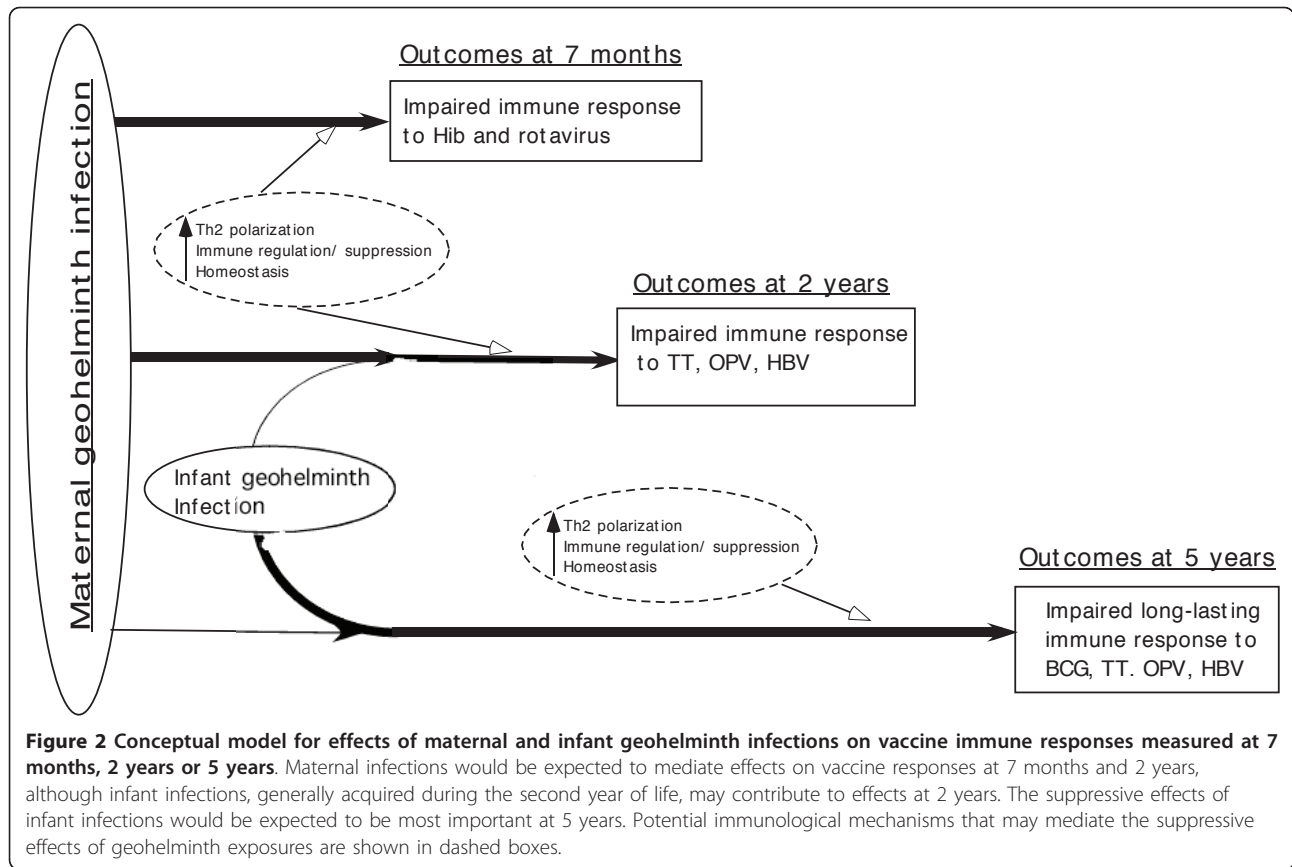 Maternal geohelminth infection
Outcomes at 7 months
Impaired immune response
to Hib and rotavirus
Th2 polarization
Immune regulation/ suppression
Homeostasis
Outcomes at 2 years
Impaired immune response
to TT, OPV, HBV
Infant geohelminth
Infection
Th2 polarization
Immune regulation/ suppression
Homeostasis
Outcomes at 5 years
Impaired long-lasting
immune response to
BCG, TT. OPV, HBV
Figure 2 Conceptual model for effects of maternal and infant geohelminth infections on vaccine immune responses measured at 7
months, 2 years or 5 years. Maternal infections would be expected to mediate effects on vaccine responses at 7 months and 2 years,
although infant infections, generally acquired during the second year of life, may contribute to effects at 2 years. The suppressive effects of
infant infections would be expected to be most important at 5 years. Potential immunological mechanisms that may mediate the suppressive
effects of geohelminth exposures are shown in dashed boxes.